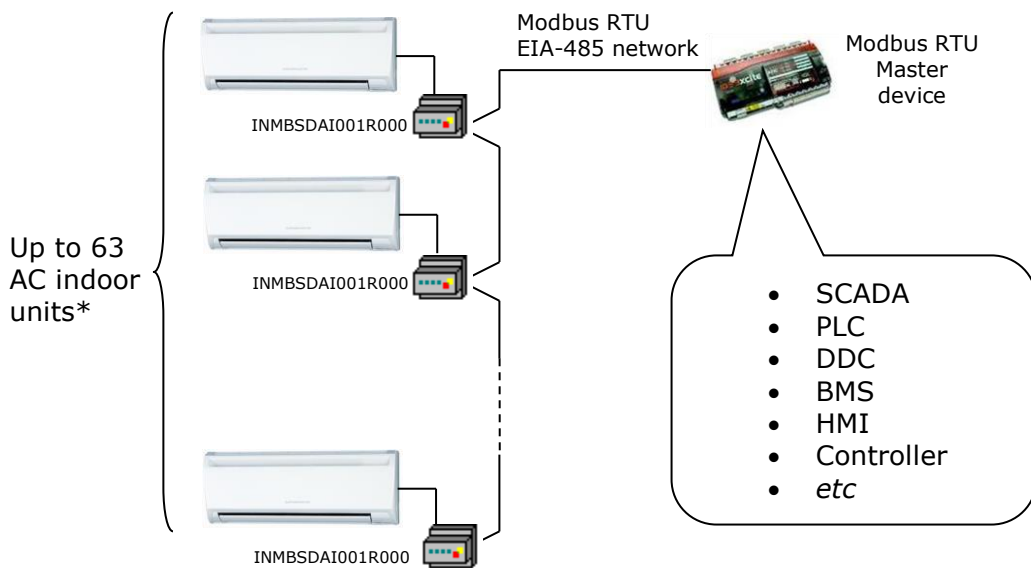 Modbus RTU
EIA-485 network
Modbus RTU
Master
device
INMBSDAI001R000
INMBSDAI001R000
Up to 63
AC indoor
units*
• SCADA
• PLC
• DDC
• BMS
• HMI
• Controller
• etc
INMBSDAI001R000